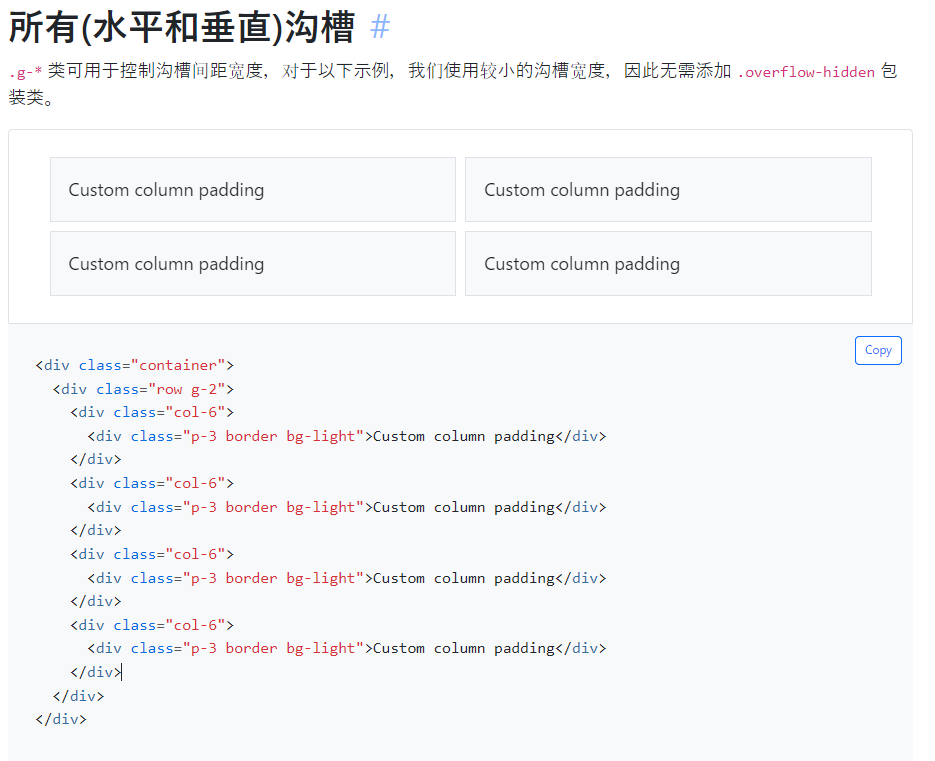 所有(水平和垂直)沟槽 #
.g-* 类可用于控制沟槽间距宽度，对于以下示例，我们使用较小的沟槽宽度，因此无需添加 .overflow-hidden 包
装类。
Custom column padding Custom column padding
Custom column padding Custom column padding
Copy
<div class="container">
  <div class="row g-2">
    <div class="col-6">
      <div class="p-3 border bg-light">Custom column padding</div>
    </div>
    <div class="col-6">
      <div class="p-3 border bg-light">Custom column padding</div>
    </div>
    <div class="col-6">
      <div class="p-3 border bg-light">Custom column padding</div>
    </div>
    <div class="col-6">
      <div class="p-3 border bg-light">Custom column padding</div>
    </div>
  </div>
</div>